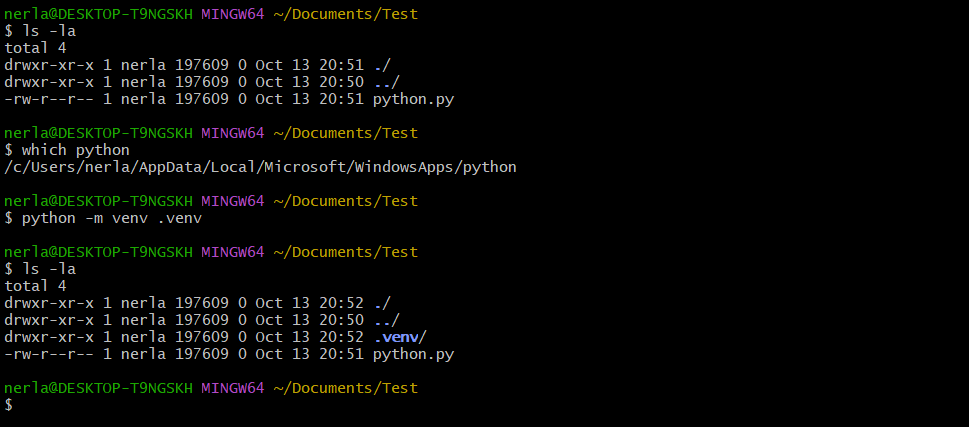 nerla@DESKTOP-T9NGSKH MINGW64 ~/Documents/Test
$ ls -la
total 4
drwxr-xr-x 1 nerla 197609 0 Oct 13 20:51 ./
drwxr-xr-x 1 nerla 197609 0 Oct 13 20:50 ../
-rw-r--r-- 1 nerla 197609 0 Oct 13 20:51 python.py
nerla@DESKTOP-T9NGSKH MINGW64 ~/Documents/Test
$ which python
/c/Users/nerla/AppData/Local/Microsoft/WindowsApps/python
nerla@DESKTOP-T9NGSKH MINGW64 ~/Documents/Test
$ python -m venv .venv
nerla@DESKTOP-T9NGSKH MINGW64 ~/Documents/Test
$ ls -la
total 4
drwxr-xr-x 1 nerla 197609 0 Oct 13 20:52 ./
drwxr-xr-x 1 nerla 197609 0 Oct 13 20:50 ../
drwxr-xr-x 1 nerla 197609 0 Oct 13 20:52 .venv/
-rw-r--r-- 1 nerla 197609 0 Oct 13 20:51 python.py
nerla@DESKTOP-T9NGSKH MINGW64 ~/Documents/Test
$